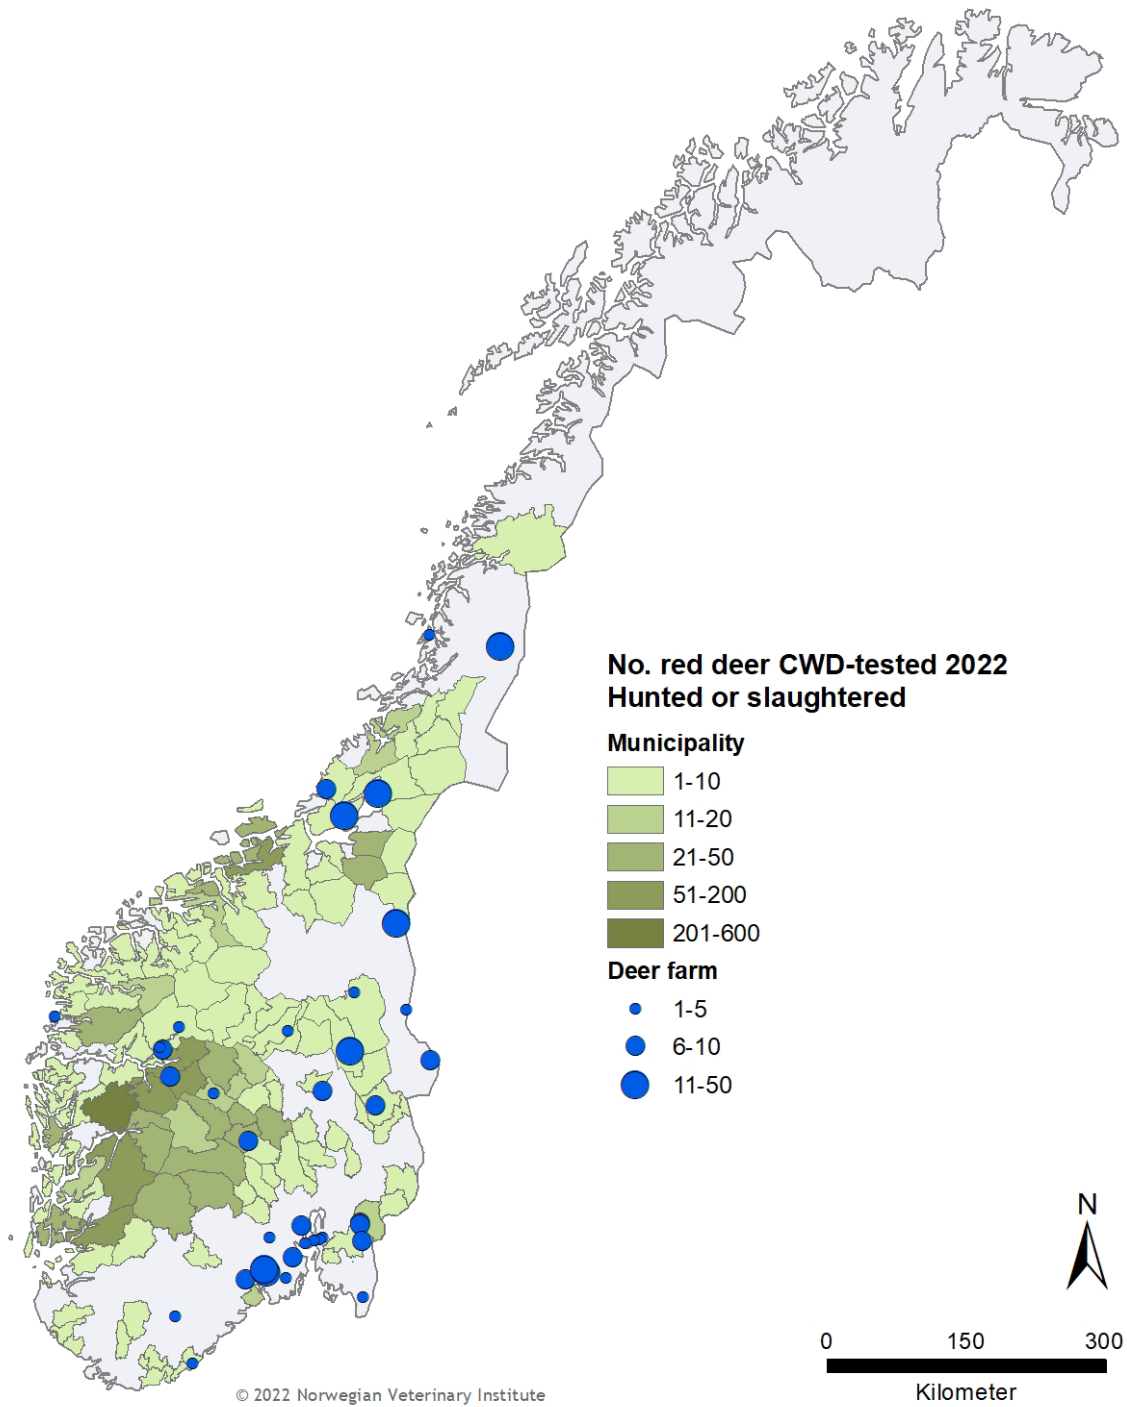 No. red deer CWD-tested 2022
Hunted or slaughtered
Municipality
1-10
11-20
21-50
51-200
201-600
Deer farm
1-5
6-10
11-50
N
0 150 300
Kilometer
© 2022 Norwegian Veterinary Institute